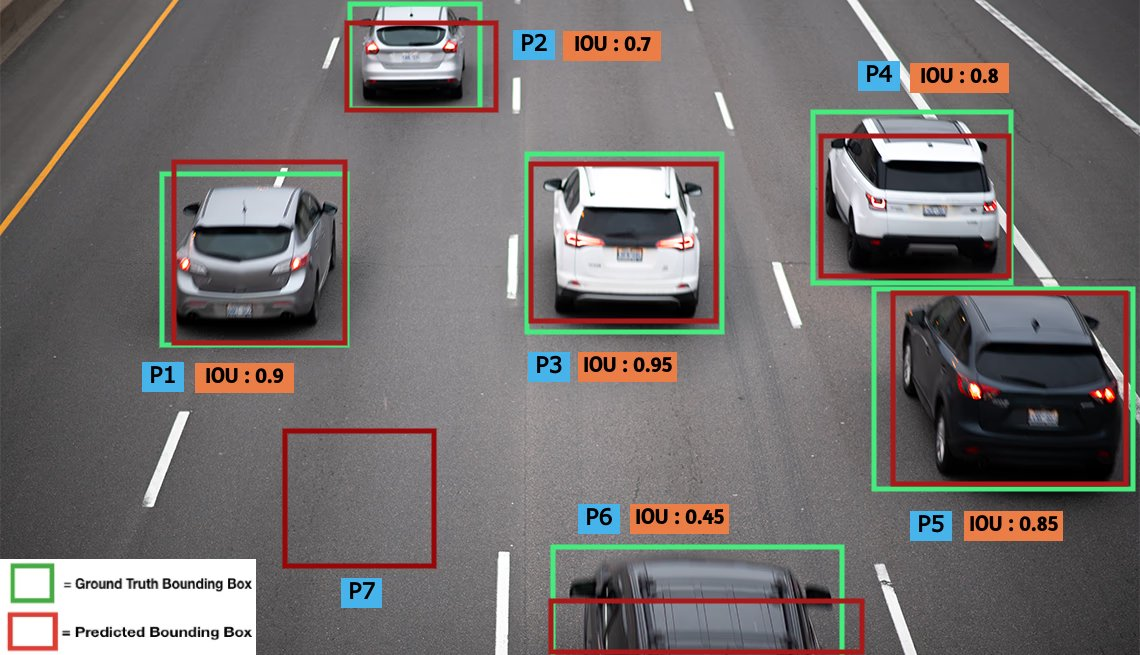 P2 IOU : 0.7
P4 IOU : 0.8
P1 IOU : 0.9
P3 IOU : 0.95
P6 IOU : 0.45
P5 IOU : 0.85
P7
= Ground Truth Bounding Box
= Predicted Bounding Box